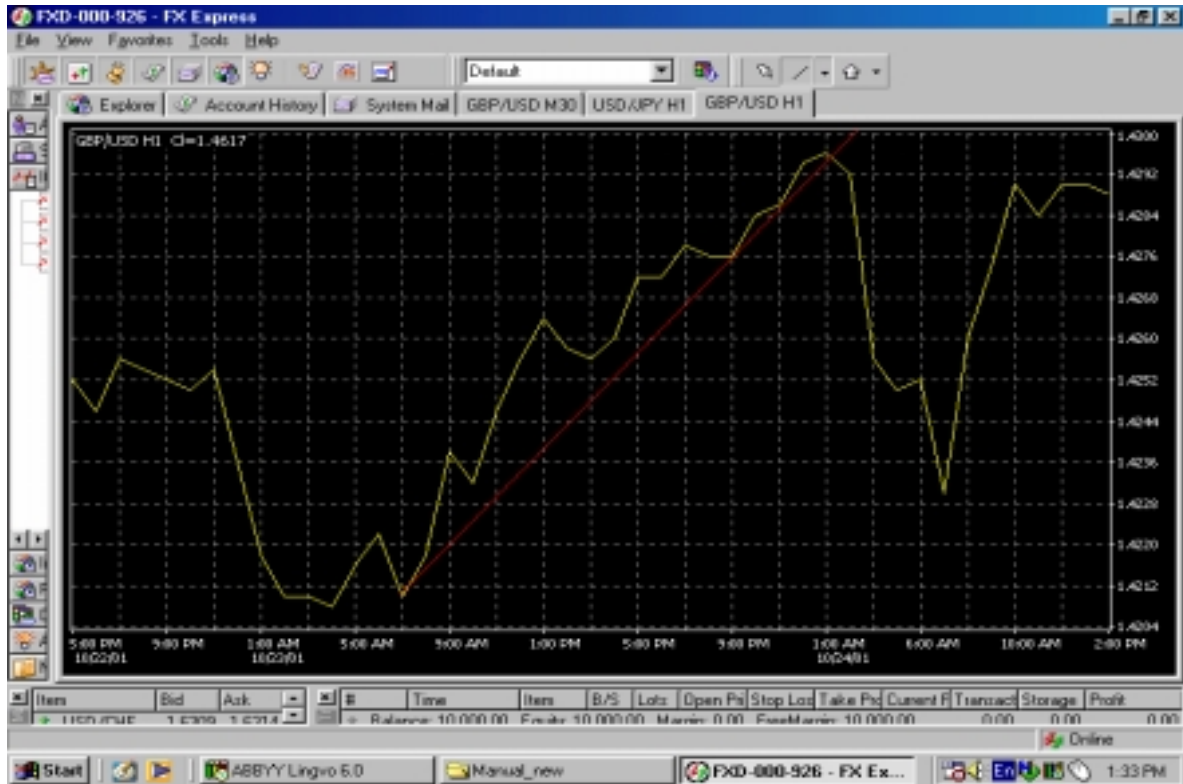 FXD-000-926 - FX Express
File View Favorites Tools Help
Default
Explorer Account History System Mail GBP/USD M30 USD/JPY H1 GBP/USD H1
GBP/USD H1 Cl=1.4617
1.4300
1.4292
1.4284
1.4276
1.4268
1.4260
1.4252
1.4244
1.4236
1.4228
1.4220
1.4212
1.4204
5:00 PM 9:00 PM 1:00 AM 5:00 AM 9:00 AM 1:00 PM 5:00 PM 9:00 PM 1:00 AM 6:00 AM 10:00 AM 2:00 PM
10/22/01 10/23/01 10/24/01
Item Bid Ask # Time Item B/S Lots Open Pri Stop Los Take Pro Current P Transact Storage Profit
USD/CHF Balance: 10 000.00 Equity: 10 000.00 Margin: 0.00 FreeMargin: 10 000.00 0.00 0.00 0.00
Online
Start ABBYY Lingvo 6.0 Manual_new FXD-000-926 - FX Ex... En 1:33 PM